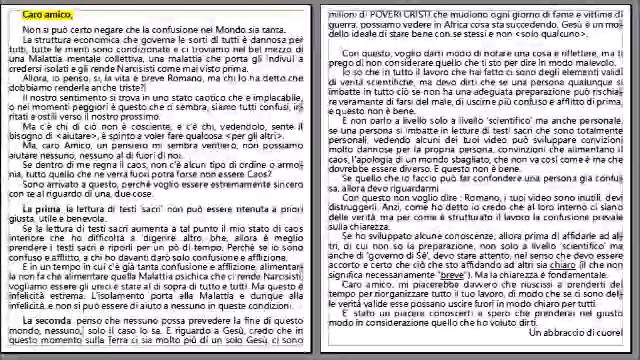 Caro amico,
Non si può certo negare che la confusione nel Mondo sia tanta.
La struttura economica che governa le sorti di tutti è dannosa per
tutti, tutte le menti sono condizionate e ci troviamo nel bel mezzo di
una Malattia mentale collettiva, una malattia che porta gli indivui a
credersi isolati e gli rende Narcisisti come mai visto prima.
Allora, io penso, si, la vita è breve Romano, ma chi lo ha detto che
dobbiamo renderla anche triste?!
Il nostro sentimento si trova in uno stato caotico che è implacabile,
o nei momenti peggiori è questo che ci sembra, siamo tutti confusi, ir-
ritati e ostili verso il nostro prossimo.
Ma c'è chi di ciò non è cosciente, e c'è chi, vedendolo, sente il
bisogno di <aiutare>, è spinto a voler fare qualcosa <per gli altri>.
Ma, caro Amico, un pensiero mi sembra veritiero, non possiamo
aiutare nessuno, nessuno al di fuori di noi.
Se dentro di me regna il caos, non c'è alcun tipo di ordine o armo-
nia, tutto quello che ne verrà fuori potrà forse non essere Caos?
Sono arrivato a questo, perché voglio essere estremamente sincero
con te al riguardo di una, due cose.
La prima la lettura di testi sacri non può essere ritenuta a priori
giusta, utile e benevola.
Se la lettura di testi sacri aumenta a tal punto il mio stato di caos
interiore che ho difficoltà a digerire altro, bhe, allora è meglio
prendere i testi sacri e riporli per un pò di tempo. Perché se io sono
confuso e afflitto, a chi ho davanti darò solo confusione e afflizione.
E in un tempo in cui c'è già tanta confusione e afflizione, alimentar-
la non fa che alimentare quella Malattia psichica che ci rende Narcisisti.
Vogliamo essere gli unici e stare al di sopra di tutto e tutti. Ma questo è
infelicità estrema. L'isolamento porta alla Malattia e dunque alla
infelicità, e non si può essere di aiuto a nessuno in queste condizioni.
La seconda penso che nessuno possa prevedere la fine di questo
mondo, nessuno, solo il caso lo sa. E riguardo a Gesù, credo che in
questo momento sulla Terra ci sia molto più di un solo Gesù, ci sono
milioni di POVERI CRISTI che muoiono ogni giorno di fame e vittime di
guerra, possiamo vedere in Africa cosa sta succedendo. Gesù è un mo-
dello ideale di stare bene con se stessi e non <solo qualcuno>.
Con questo, voglio darti modo di notare una cosa e riflettere, ma ti
prego di non considerare quello che ti sto per dire in modo malevolo.
Io so che in tutto il lavoro che hai fatto ci sono degli elementi validi
di verità scientifiche, ma devo dirti che se una persona qualunque si
imbatte in tutto ciò se non ha una adeguata preparazione può rischia-
re veramente di farsi del male, di uscirne più confuso e afflitto di prima,
e questo non è bene.
E non parlo a livello solo a livello 'scientifico' ma anche personale,
se una persona si imbatte in letture di testi sacri che sono totalmente
personali, vedendo alcuni dei tuoi video può sviluppare convizioni
molto dannose per la propria persona, convinzioni che alimentano il
caos, l'apologia di un mondo sbagliato, che non va così come è ma che
dovrebbe essere diverso. E questo non è bene.
Se quello che io faccio può far confondere una persona già confu-
sa, allora devo riguardarmi
Con questo non voglio dire : Romano, i tuoi video sono inutili, devi
distruggerli. Anzi, come ho detto io credo che al loro interno ci siano
delle verità ma per come è strutturato il lavoro la confusione prevale
sulla chiarezza.
Se ho sviluppato alcune conoscenze, allora prima di affidarle ad al-
tri, di cui non so la preparazione, non solo a livello 'scientifico' ma
anche di 'governo di Sé', devo stare attento, nel senso che devo essere
accorto e certo che ciò che sto affidando ad altri sia chiaro (il che non
significa necessariamente "breve"). Ma la chiarezza è fondamentale.
Caro amico, mi piacerebbe davvero che riuscissi a prenderti del
tempo per riorganizzare tutto il tuo lavoro, di modo che se ci sono del-
le verità valide esse possano uscire fuori in modo chiaro per tutti.
E' stato un piacere conoscerti e spero che prenderai nel giusto
modo in considerazione quello che ho voluto dirti.
Un abbraccio di cuore!